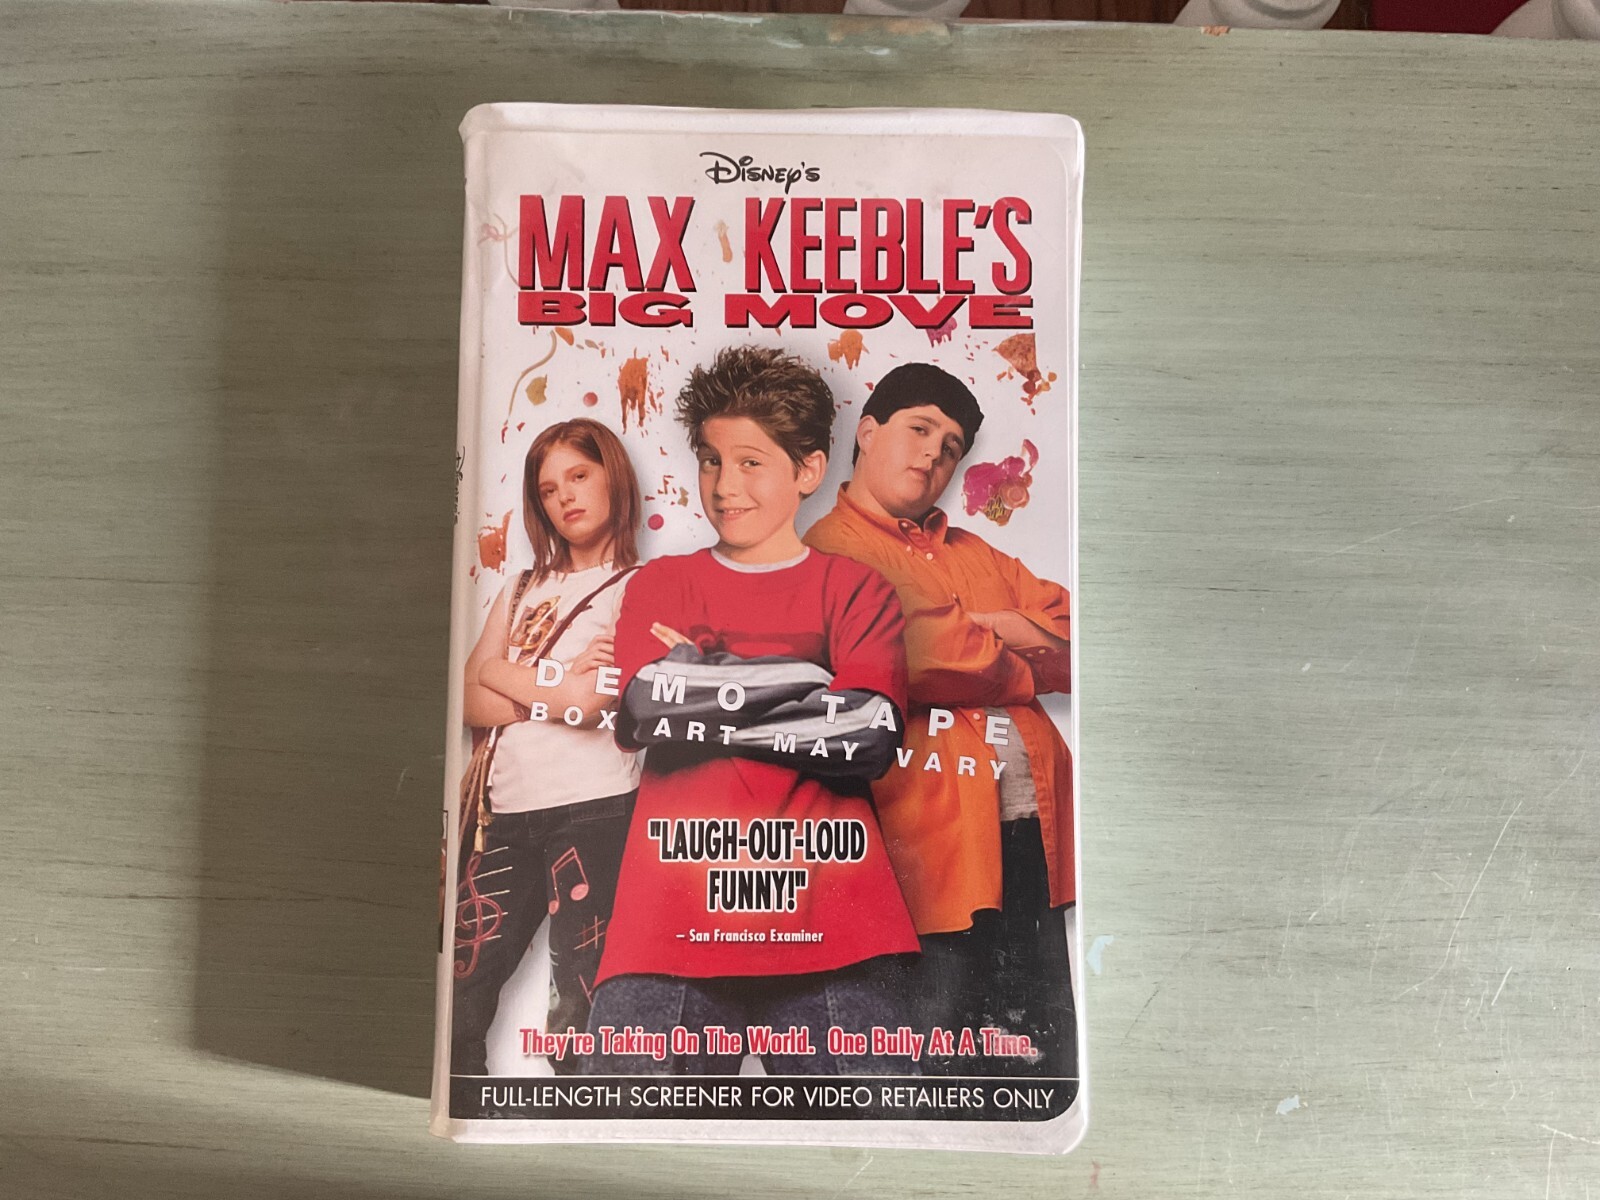 Disney's
MAX KEEBLE'S
BIG MOVE
DEMO TAPE
BOX ART MAY VARY
"LAUGH-OUT-LOUD
FUNNY!"
– San Francisco Examiner
They're Taking On The World. One Bully At A Time.
FULL-LENGTH SCREENER FOR VIDEO RETAILERS ONLY